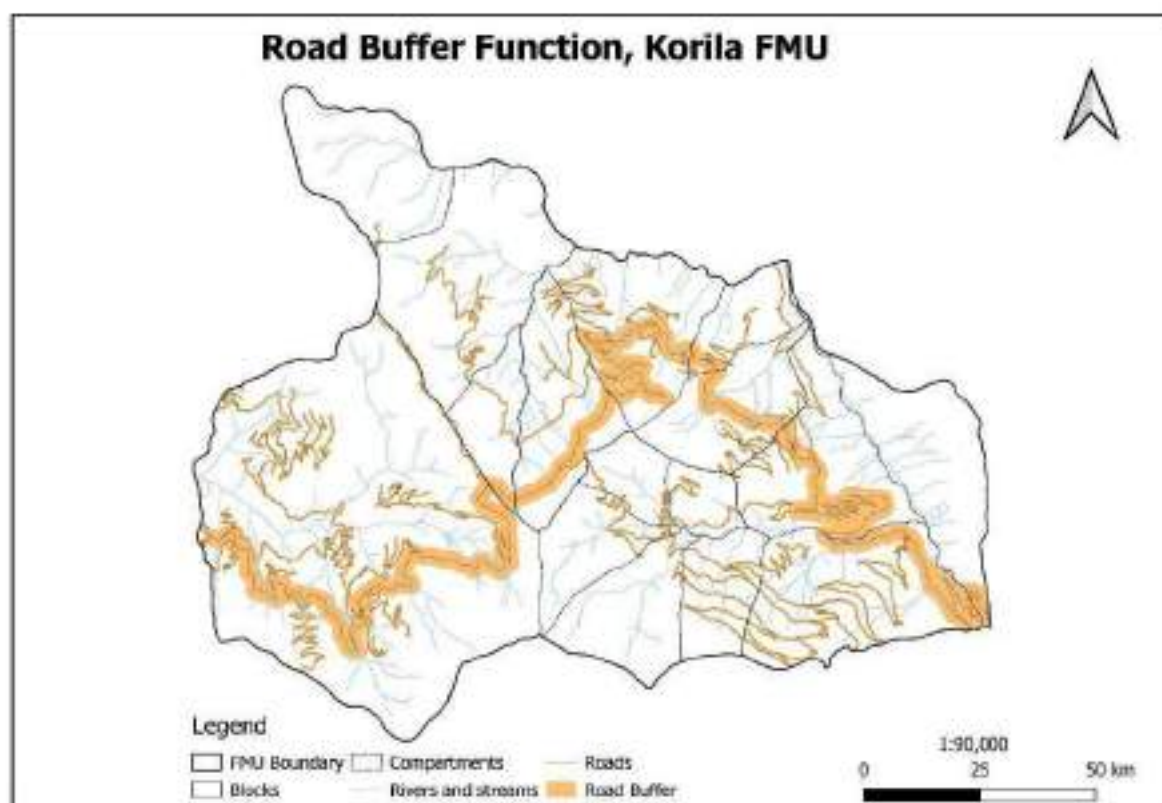 Road Buffer Function, Korila FMU
Legend
FMU Boundary Compartments Roads
Blocks Rivers and streams Road Buffer
1:90,000
0 25 50 km